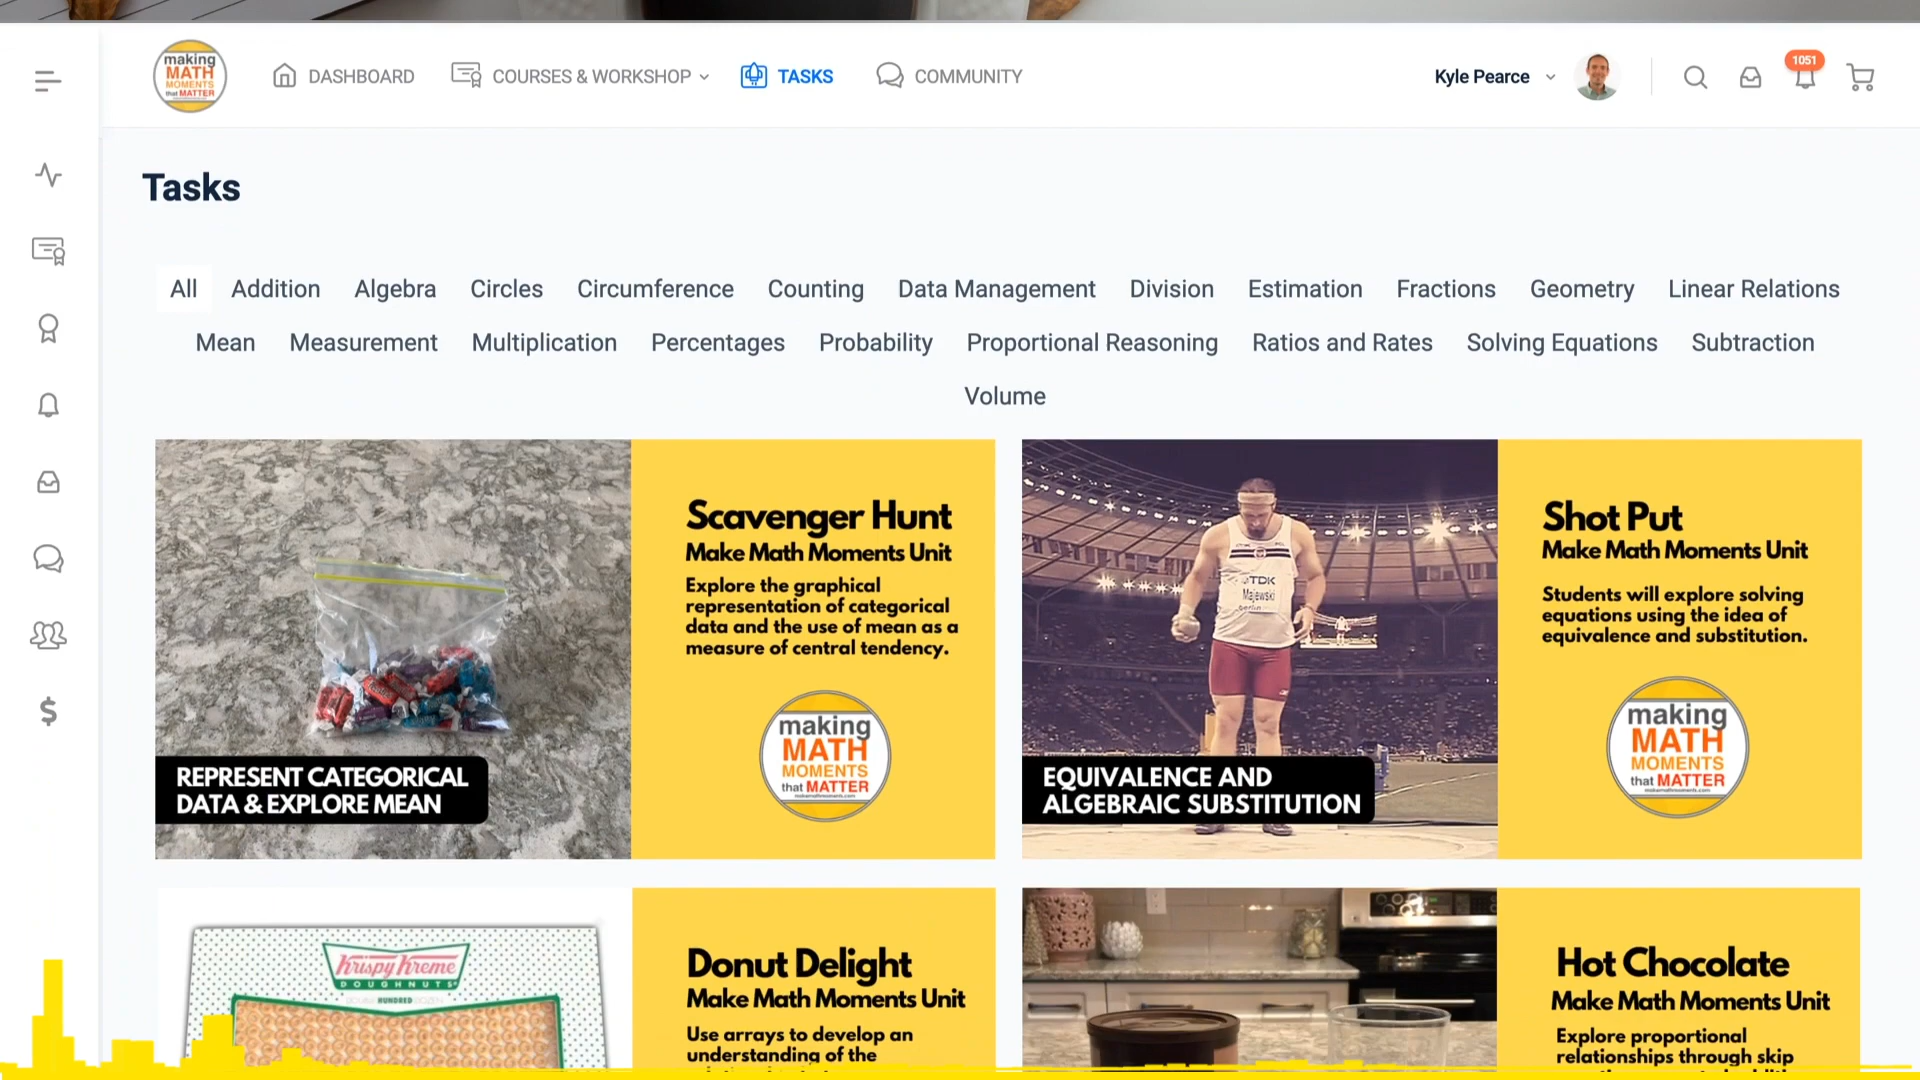 making
MATH
MOMENTS
that MATTER
DASHBOARD
COURSES & WORKSHOP
TASKS
COMMUNITY
Kyle Pearce
1051
Tasks
All Addition Algebra Circles Circumference Counting Data Management Division Estimation Fractions Geometry Linear Relations
Mean Measurement Multiplication Percentages Probability Proportional Reasoning Ratios and Rates Solving Equations Subtraction
Volume
REPRESENT CATEGORICAL
DATA & EXPLORE MEAN
Scavenger Hunt
Make Math Moments Unit
Explore the graphical
representation of categorical
data and the use of mean as a
measure of central tendency.
making
MATH
MOMENTS
that MATTER
TDK
Majewski
berlin
EQUIVALENCE AND
ALGEBRAIC SUBSTITUTION
Shot Put
Make Math Moments Unit
Students will explore solving
equations using the idea of
equivalence and substitution.
making
MATH
MOMENTS
that MATTER
Krispy Kreme
DOUGHNUTS
HUNDRED
Donut Delight
Make Math Moments Unit
Use arrays to develop an
understanding of the
Hot Chocolate
Make Math Moments Unit
Explore proportional
relationships through skip